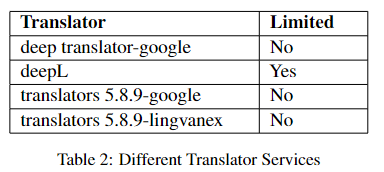 Translator Limited
deep translator-google No
deepL Yes
translators 5.8.9-google No
translators 5.8.9-lingvanex No
Table 2: Different Translator Services